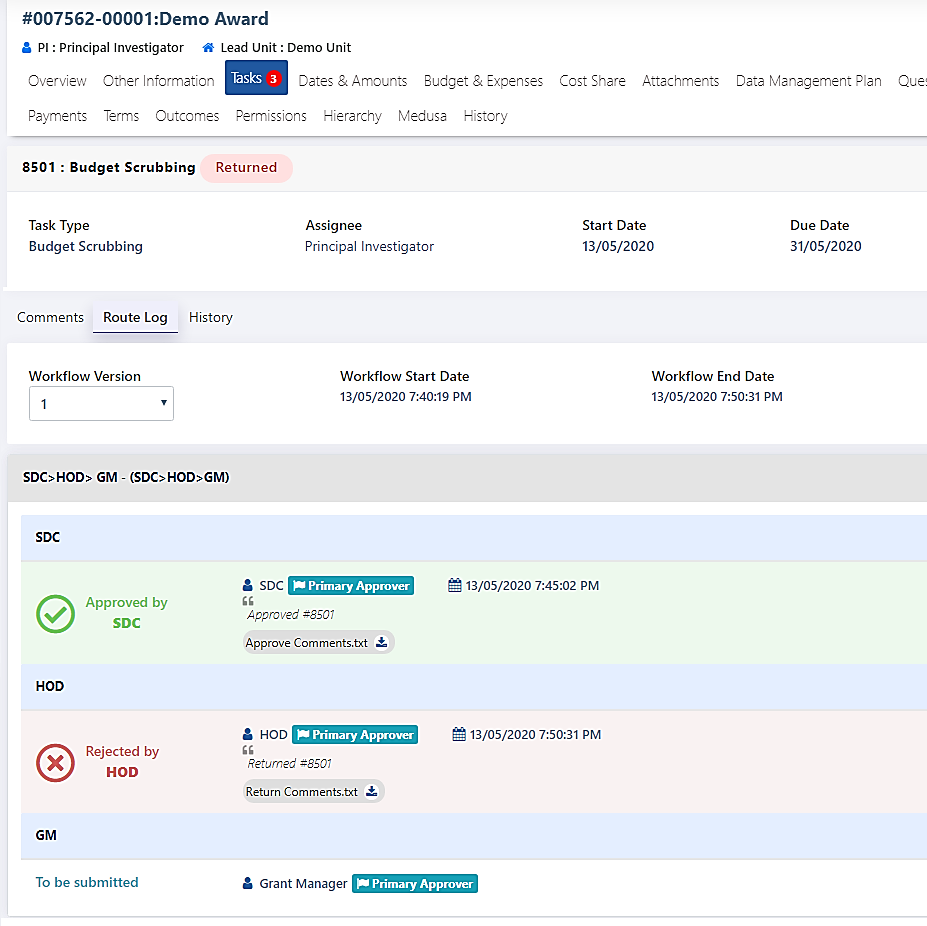 #007562-00001:Demo Award
PI : Principal Investigator Lead Unit : Demo Unit
Overview Other Information Tasks 3 Dates & Amounts Budget & Expenses Cost Share Attachments Data Management Plan Ques
Payments Terms Outcomes Permissions Hierarchy Medusa History
8501 : Budget Scrubbing Returned
Task Type Assignee Start Date Due Date
Budget Scrubbing Principal Investigator 13/05/2020 31/05/2020
Comments Route Log History
Workflow Version Workflow Start Date Workflow End Date
1 13/05/2020 7:40:19 PM 13/05/2020 7:50:31 PM
SDC>HOD> GM - (SDC>HOD>GM)
SDC
Approved by SDC
SDC Primary Approver 13/05/2020 7:45:02 PM
Approved #8501
Approve Comments.txt
HOD
Rejected by HOD
HOD Primary Approver 13/05/2020 7:50:31 PM
Returned #8501
Return Comments.txt
GM
To be submitted Grant Manager Primary Approver